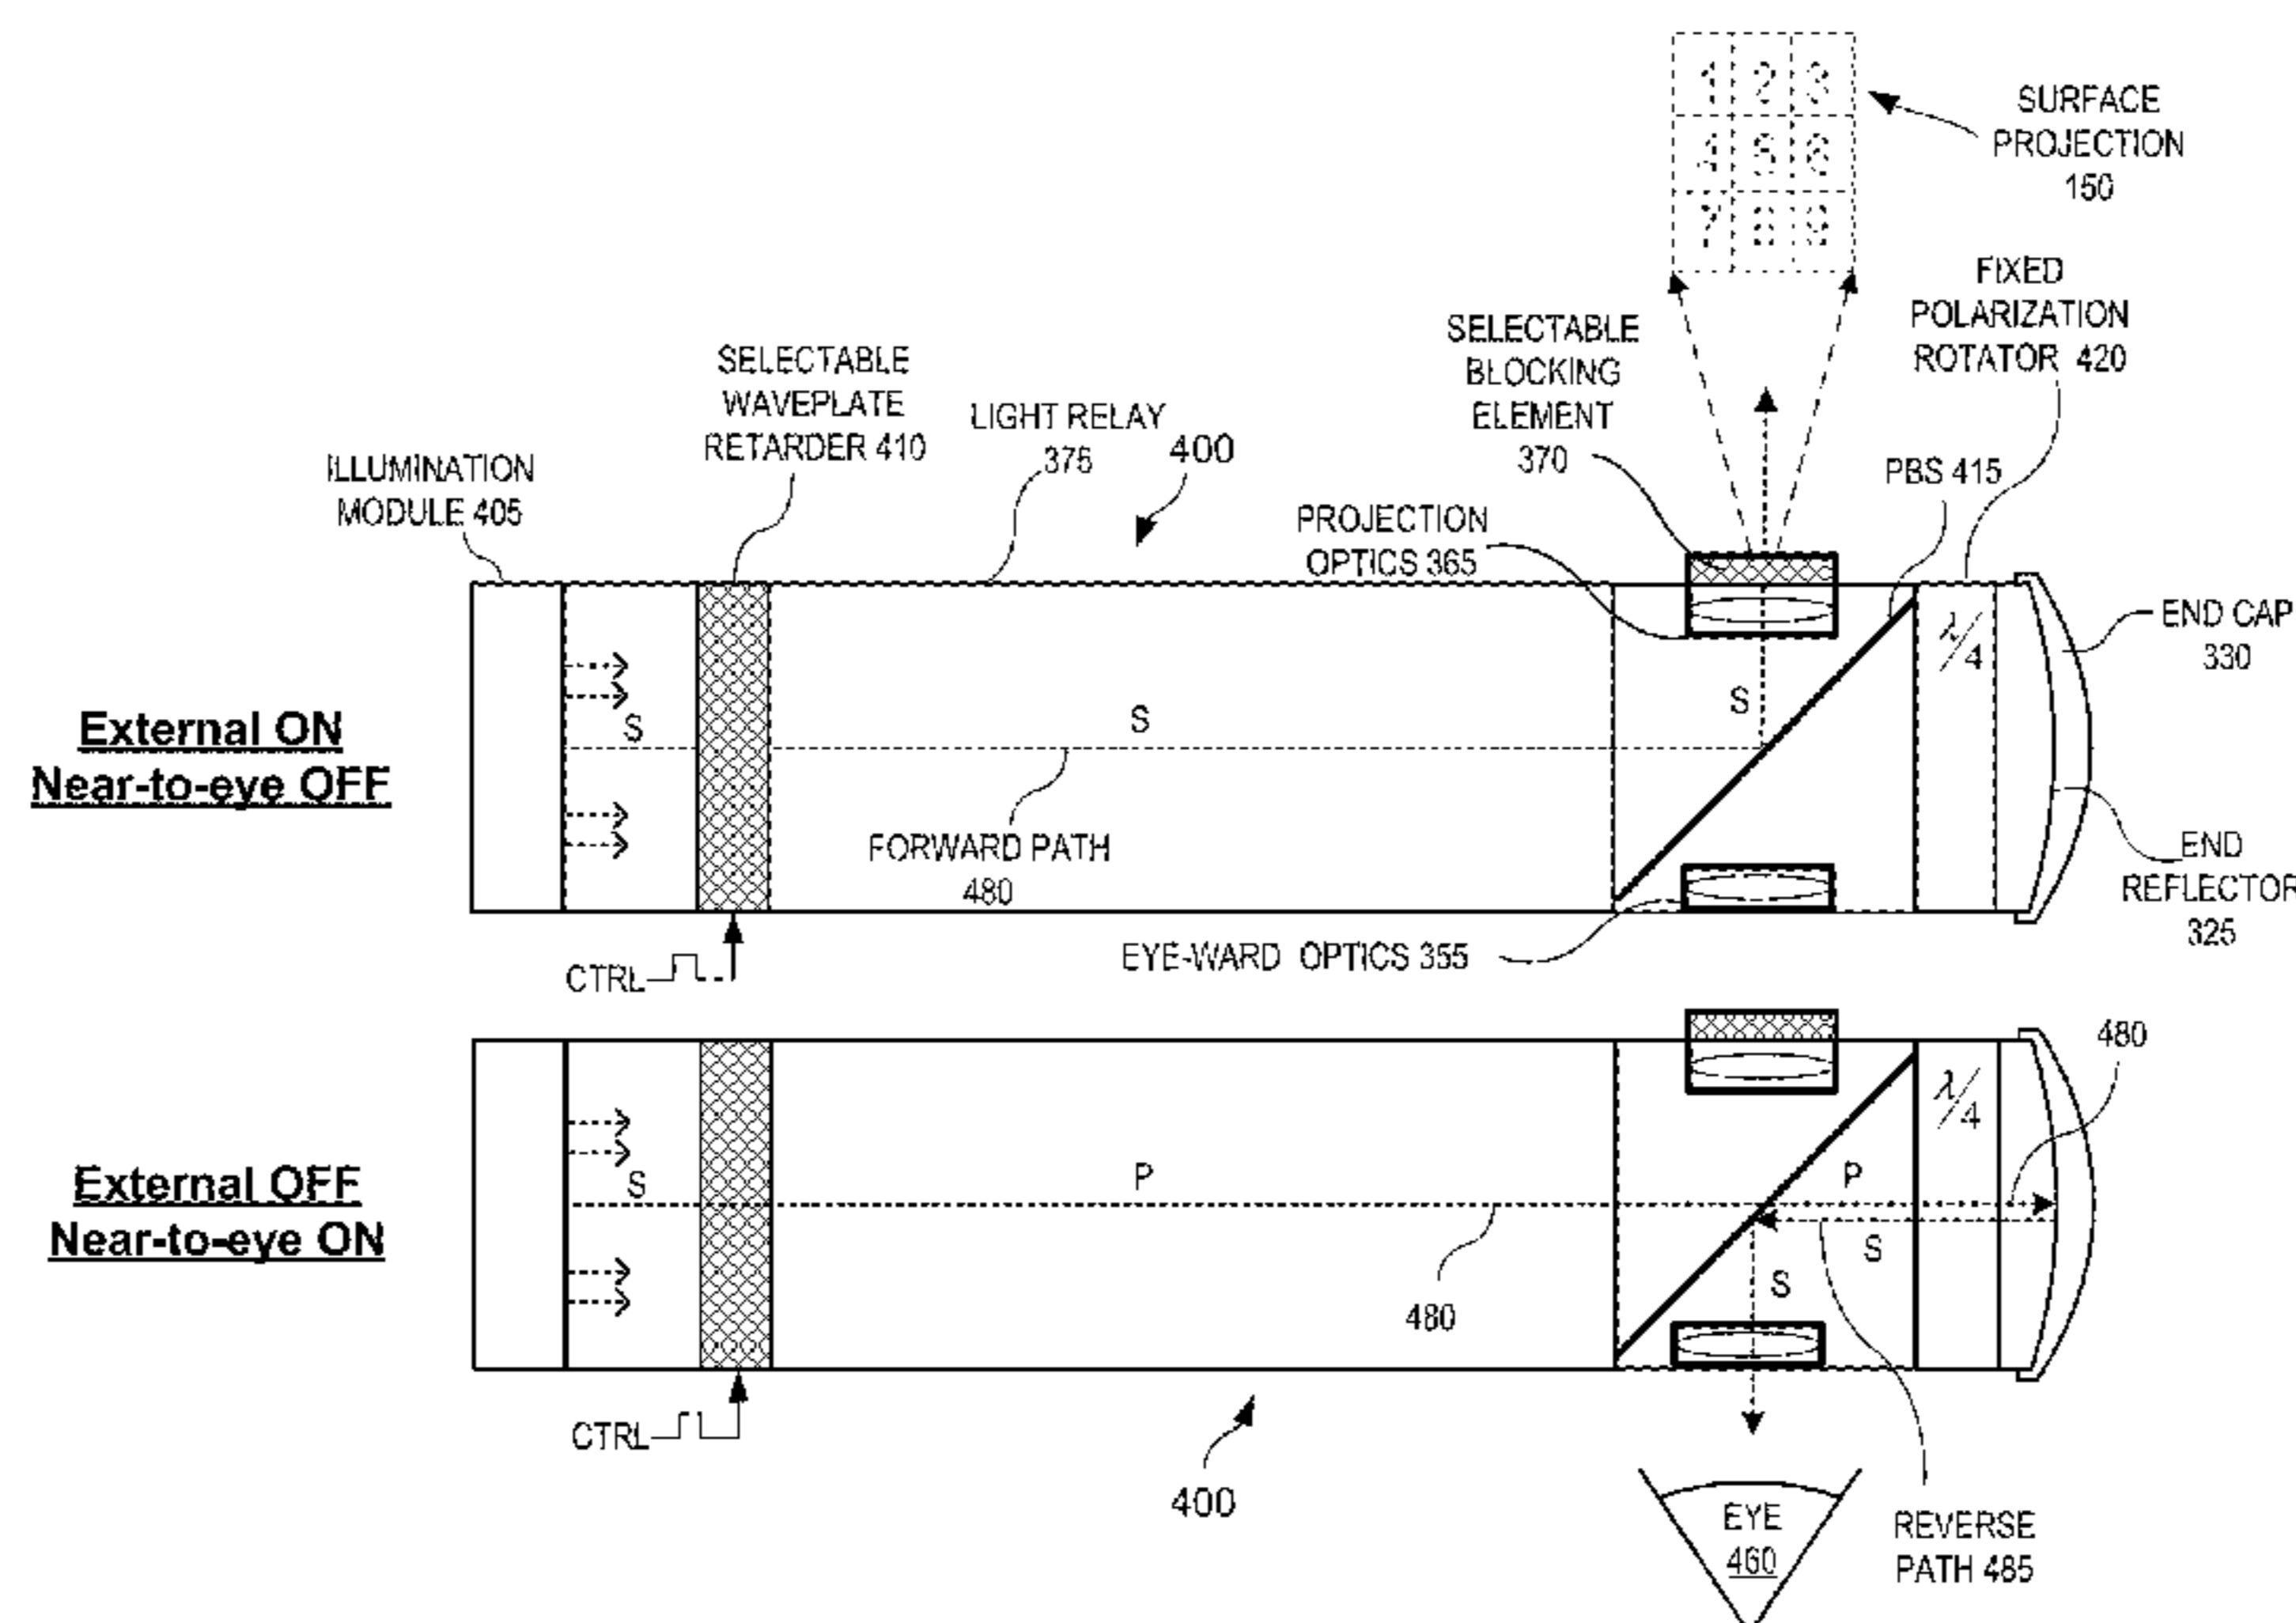 1 2 3
4 5 6
7 8 9
SURFACE
PROJECTION
150
FIXED
POLARIZATION
ROTATOR 420
SELECTABLE
BLOCKING
ELEMENT
370
SELECTABLE
WAVEPLATE
RETARDER 410
LIGHT RELAY
375
400
ILLUMINATION
MODULE 405
PROJECTION
OPTICS 365
PBS 415
END CAP
330
λ/4
External ON
Near-to-eye OFF
S
S
S
FORWARD PATH
480
END
REFLECTOR
325
CTRL
EYE-WARD OPTICS 355
480
λ/4
External OFF
Near-to-eye ON
S
P
P
S
S
480
CTRL
400
EYE
460
REVERSE
PATH 485